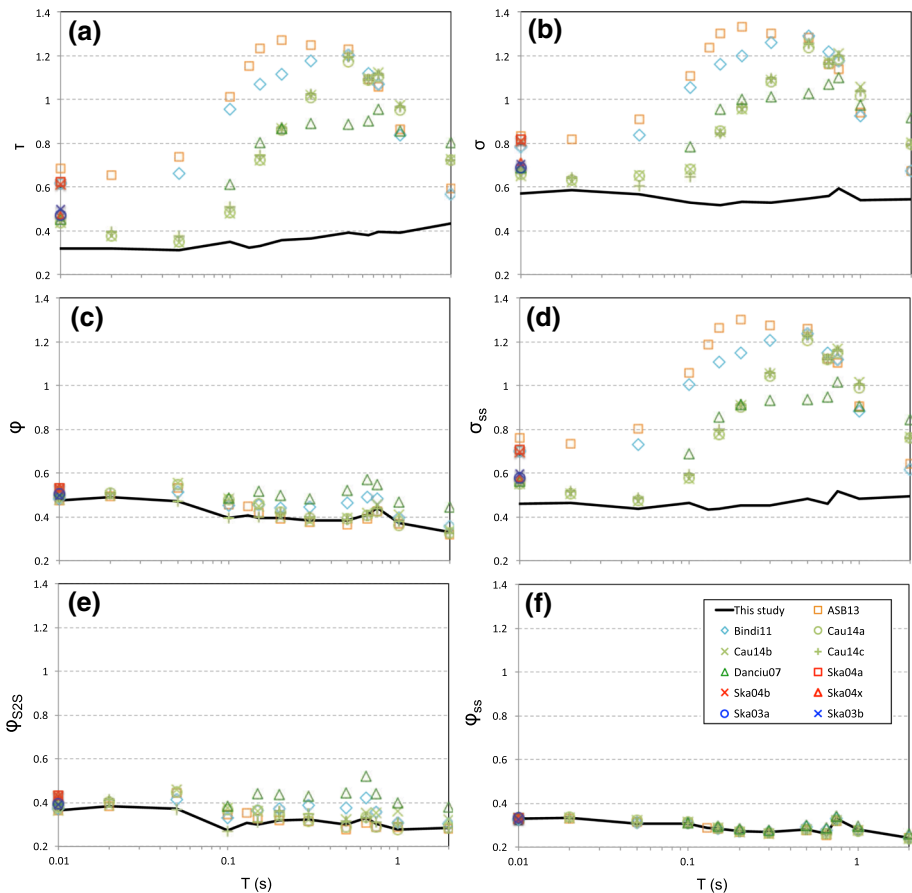 (a)
1.4
1.2
1
0.8
0.6
0.4
0.2
τ
(b)
1.4
1.2
1
0.8
0.6
0.4
0.2
σ
(c)
1.4
1.2
1
0.8
0.6
0.4
0.2
φ
(d)
1.4
1.2
1
0.8
0.6
0.4
0.2
σss
(e)
1.4
1.2
1
0.8
0.6
0.4
0.2
φS2S
0.01
0.1
1
T (s)
(f)
1.4
1.2
1
0.8
0.6
0.4
0.2
φss
This study
ASB13
Bindi11
Cau14a
Cau14b
Cau14c
Danciu07
Ska04a
Ska04b
Ska04x
Ska03a
Ska03b
0.01
0.1
1
T (s)